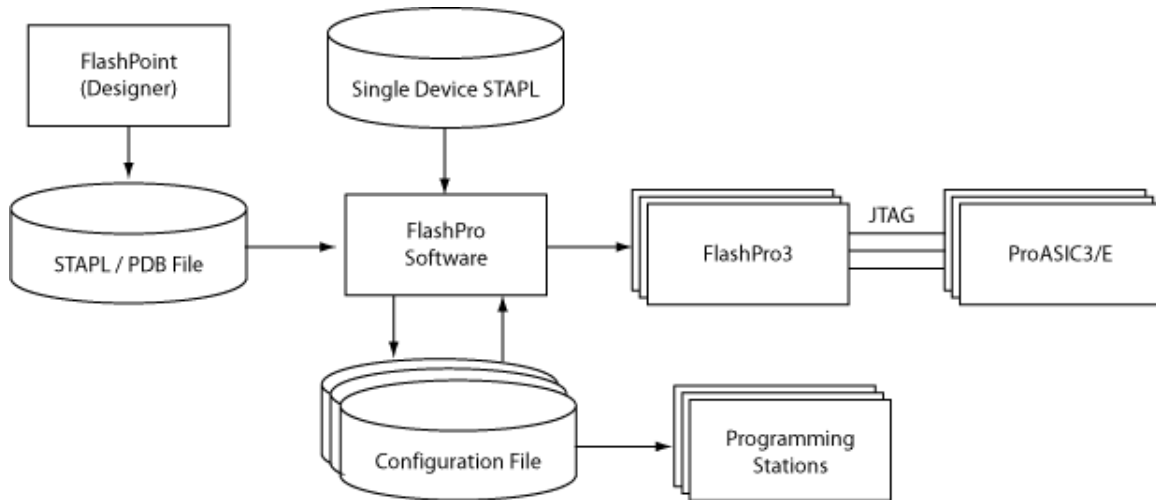 FlashPoint
(Designer)
Single Device STAPL
STAPL / PDB File
FlashPro
Software
FlashPro3
JTAG
ProASIC3/E
Configuration File
Programming
Stations